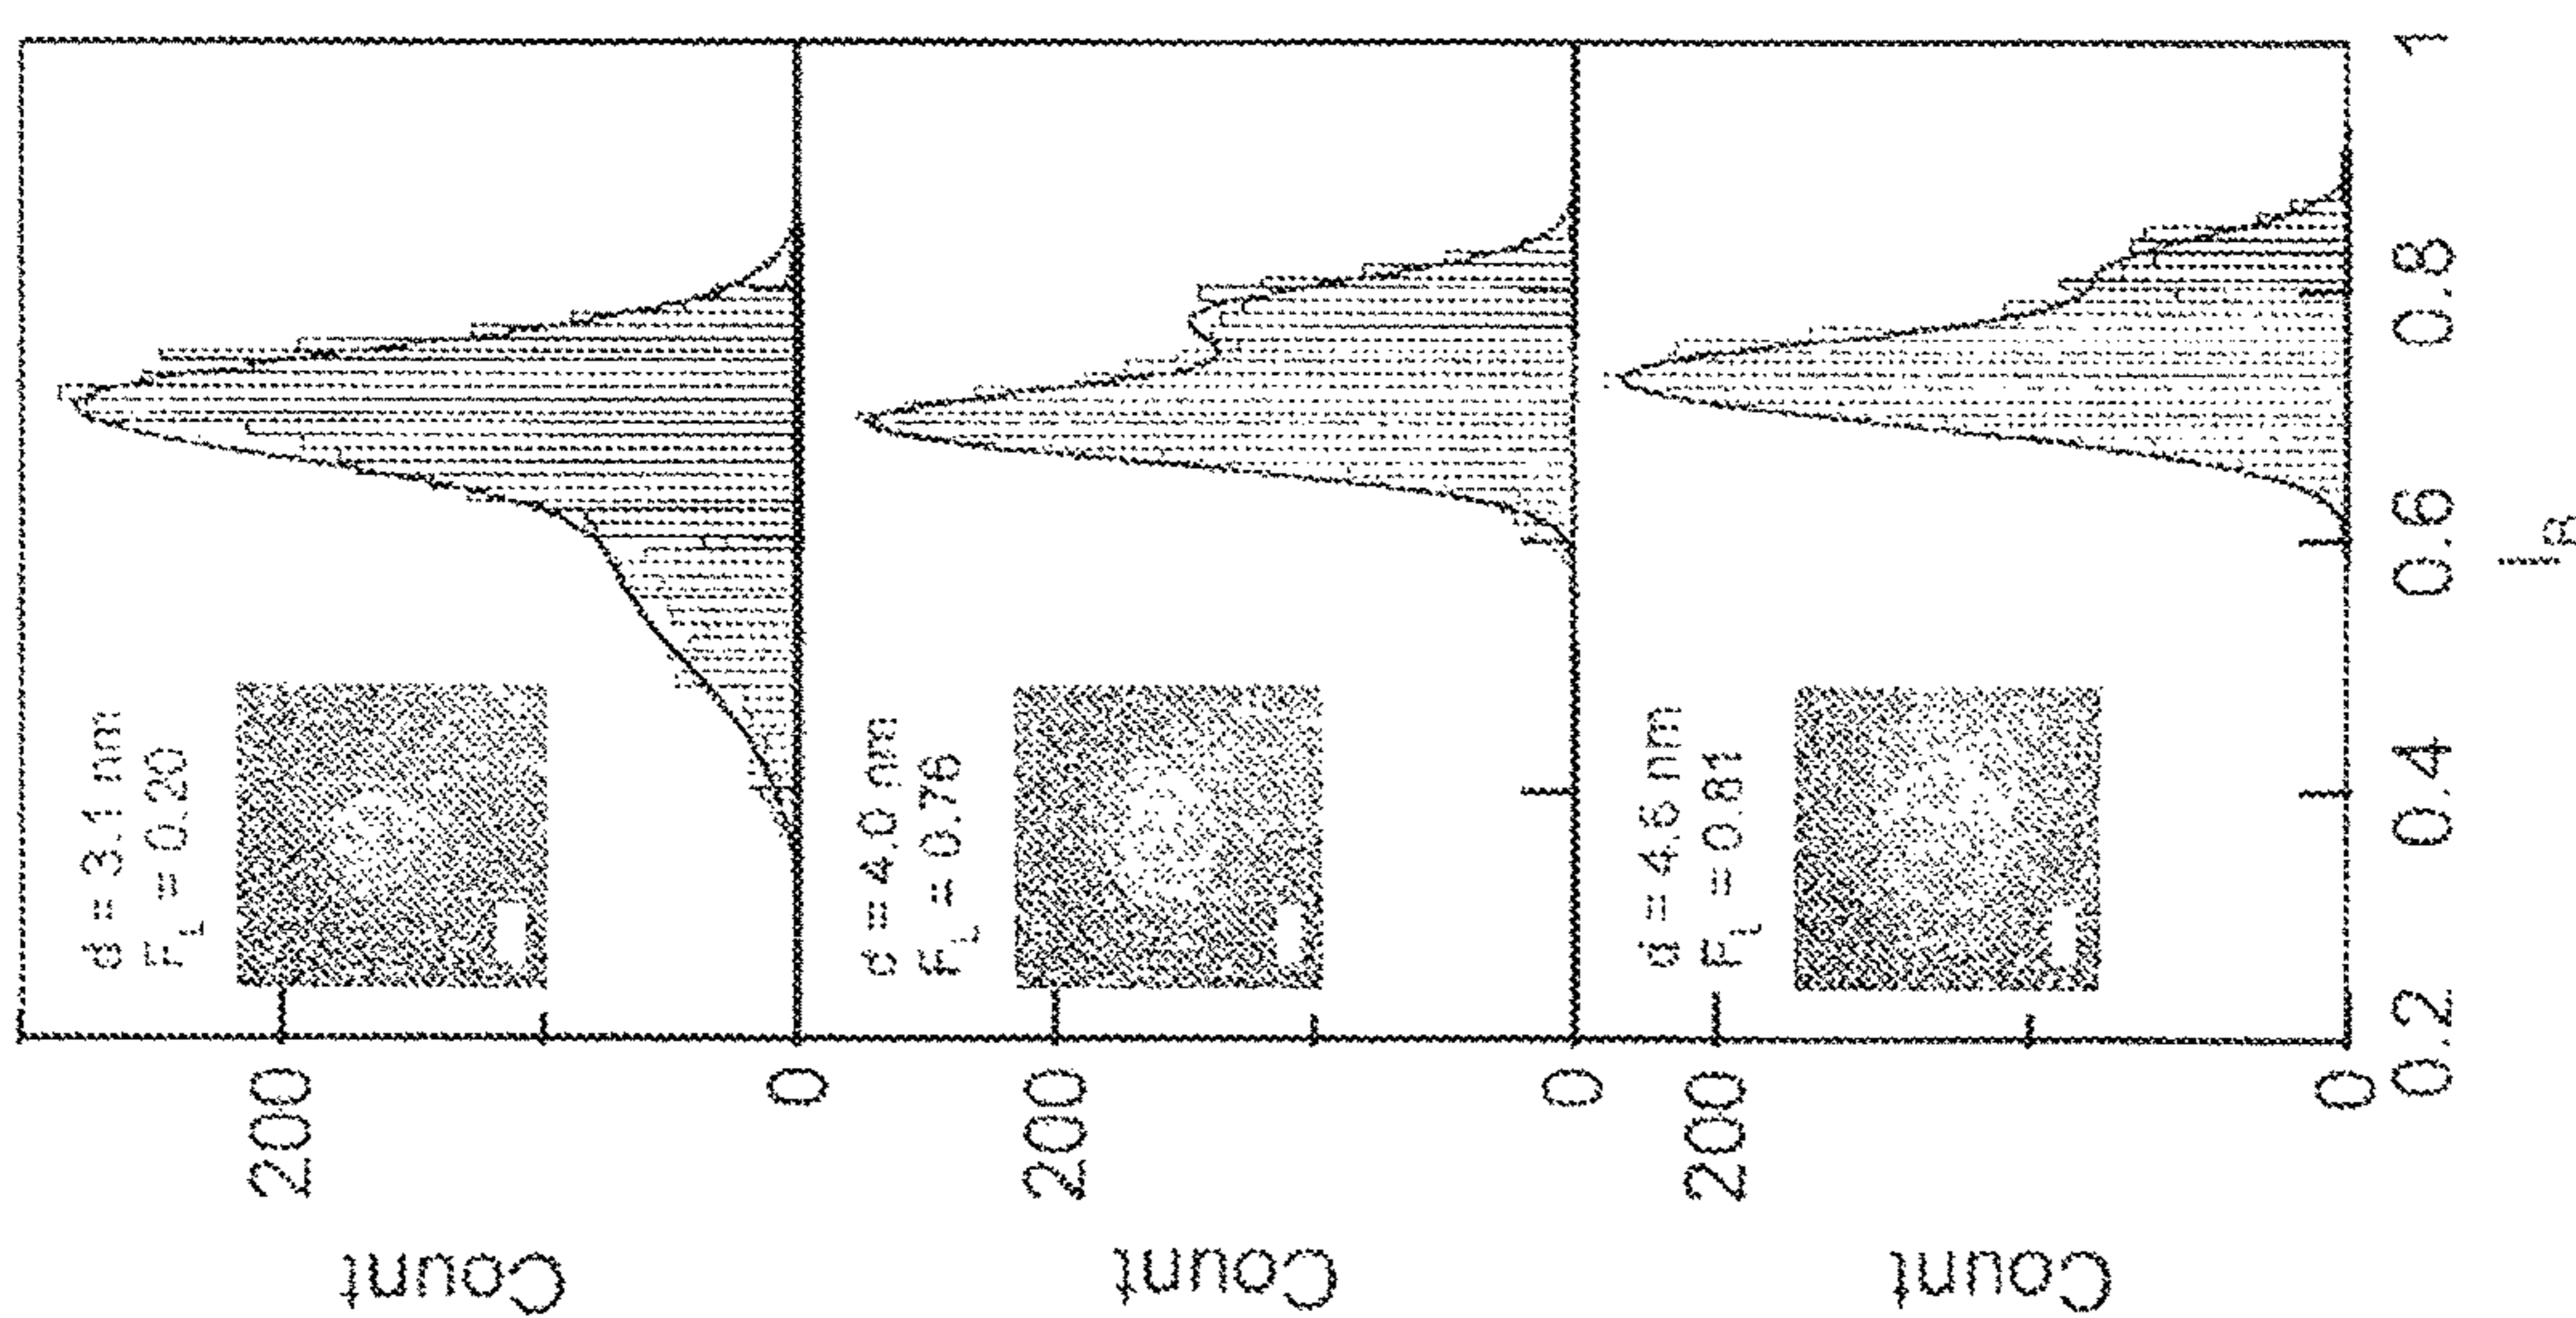 d = 3.1 nm
F_L = 0.20
200
0
Count
d = 4.0 nm
F_L = 0.76
200
0
Count
d = 4.6 nm
F_L = 0.81
200
0
Count
0.2 0.4 0.6 0.8 1